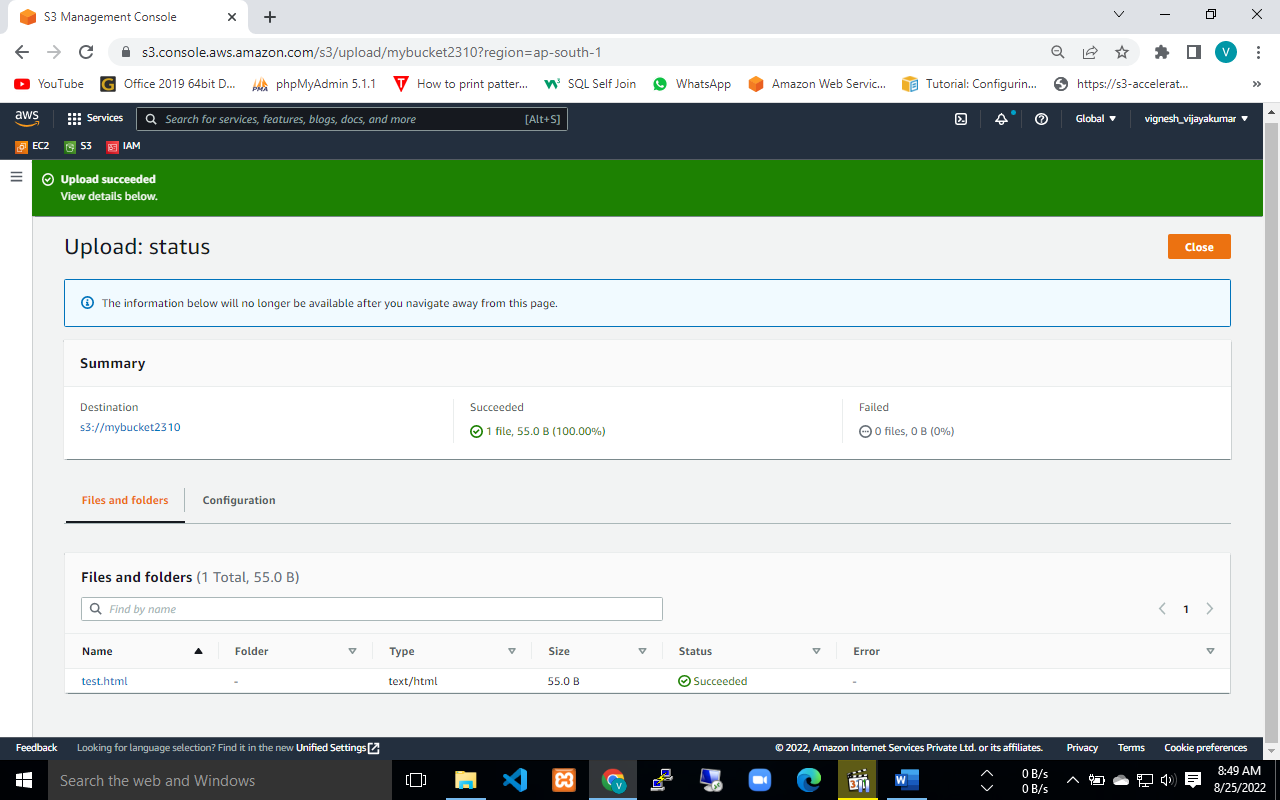 S3 Management Console
s3.console.aws.amazon.com/s3/upload/mybucket2310?region=ap-south-1
V
YouTube
Office 2019 64bit D...
phpMyAdmin 5.1.1
How to print patter...
SQL Self Join
WhatsApp
Amazon Web Servic...
Tutorial: Configurin...
https://s3-accelerat...
»
aws
Services
Search for services, features, blogs, docs, and more
[Alt+S]
Global
vignesh_vijayakumar
EC2
S3
IAM
Upload succeeded
View details below.
Upload: status
Close
The information below will no longer be available after you navigate away from this page.
Summary
Destination
Succeeded
Failed
s3://mybucket2310
1 file, 55.0 B (100.00%)
0 files, 0 B (0%)
Files and folders
Configuration
Files and folders (1 Total, 55.0 B)
Find by name
1
Name
Folder
Type
Size
Status
Error
test.html
-
text/html
55.0 B
Succeeded
-
Feedback
Looking for language selection? Find it in the new Unified Settings
© 2022, Amazon Internet Services Private Ltd. or its affiliates.
Privacy
Terms
Cookie preferences
Search the web and Windows
0 B/s
0 B/s
8:49 AM
8/25/2022